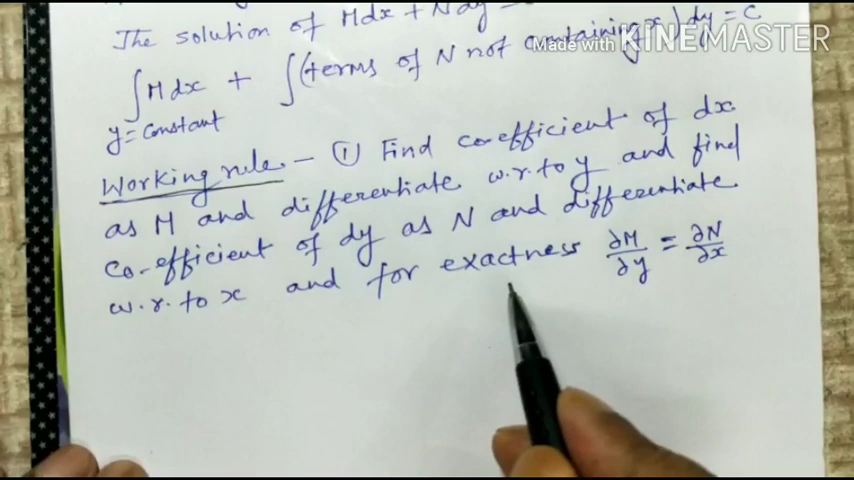 The solution of Mdx + Ndy =
∫Mdx + ∫(terms of N not containing x) dy = C
y = constant
Made with KINEMASTER
Working rule - ① Find co-efficient of dx
as M and differentiate w.r.to y and find
co-efficient of dy as N and differentiate
w.r.to x and for exactness ∂M/∂y = ∂N/∂x